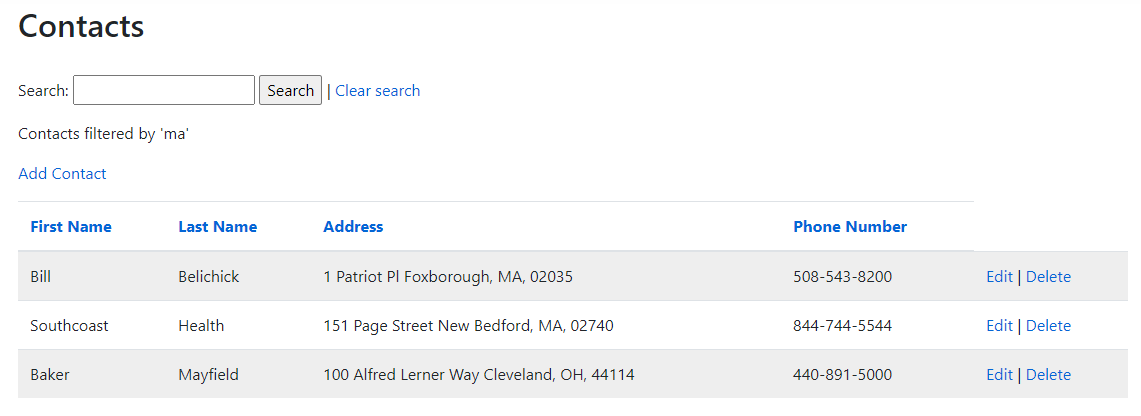 Contacts
Search: Search | Clear search
Contacts filtered by 'ma'
Add Contact
First Name Last Name Address Phone Number
Bill Belichick 1 Patriot Pl Foxborough, MA, 02035 508-543-8200 Edit | Delete
Southcoast Health 151 Page Street New Bedford, MA, 02740 844-744-5544 Edit | Delete
Baker Mayfield 100 Alfred Lerner Way Cleveland, OH, 44114 440-891-5000 Edit | Delete